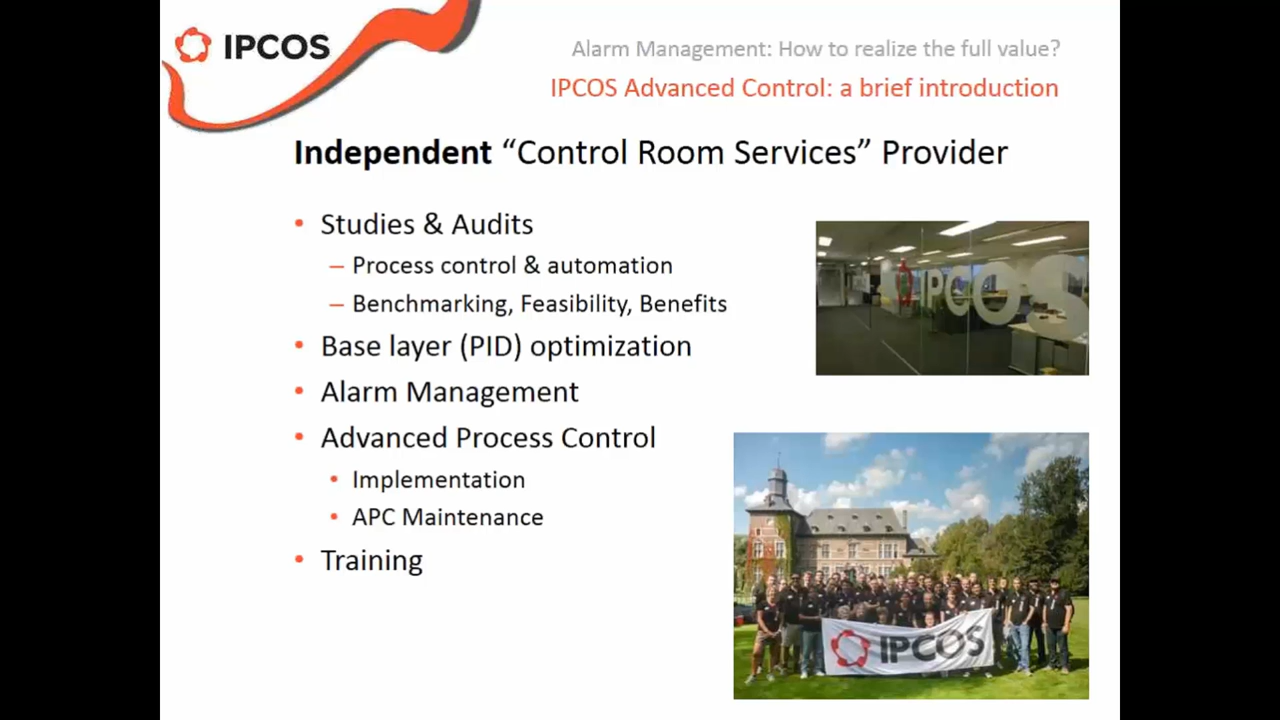 IPCOS
Alarm Management: How to realize the full value?
IPCOS Advanced Control: a brief introduction
Independent “Control Room Services” Provider
• Studies & Audits
– Process control & automation
– Benchmarking, Feasibility, Benefits
• Base layer (PID) optimization
• Alarm Management
• Advanced Process Control
• Implementation
• APC Maintenance
• Training
IPCOS
IPCOS